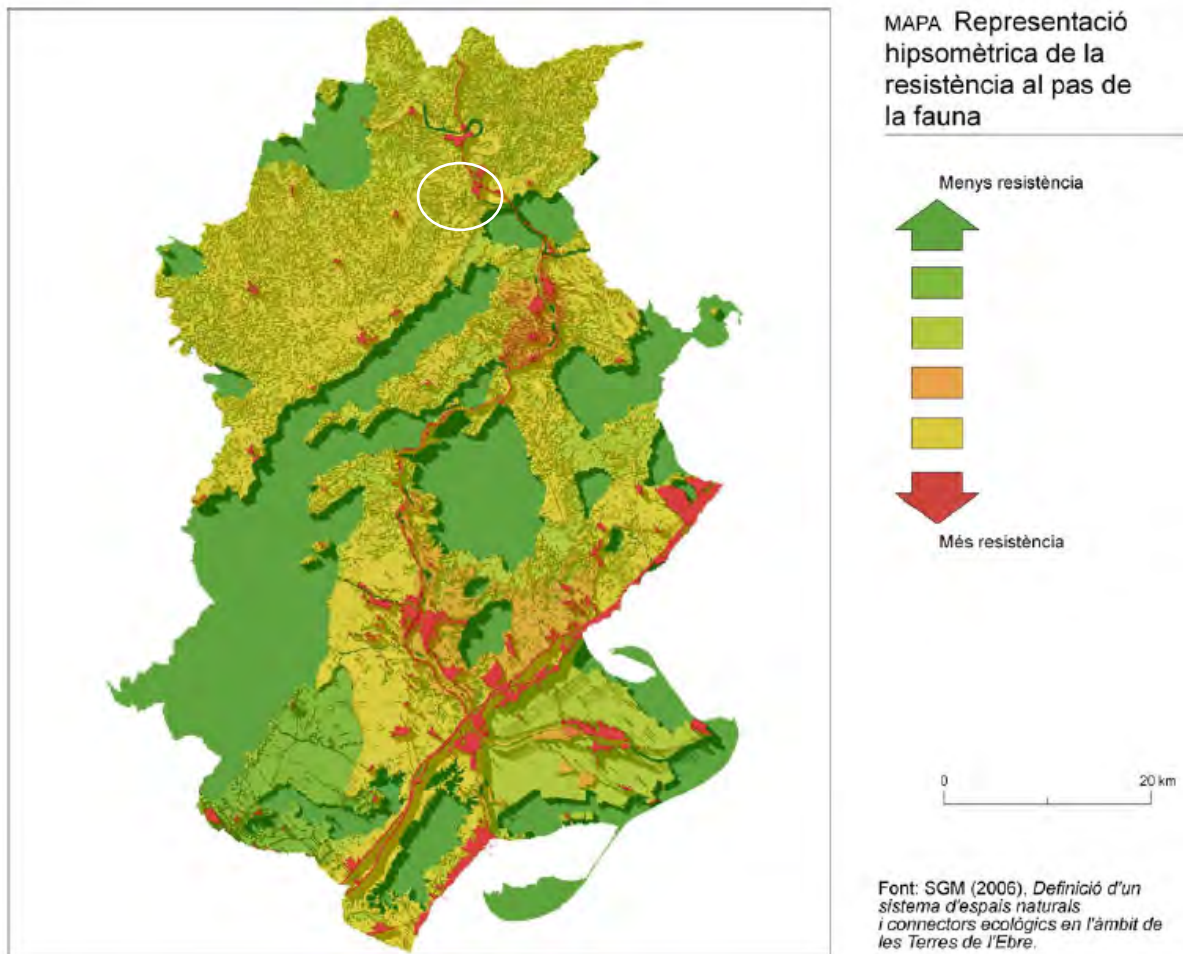 MAPA Representació
hipsomètrica de la
resistència al pas de
la fauna
Menys resistència
Més resistència
0 20 km
Font: SGM (2006), Definició d'un
sistema d'espais naturals
i connectors ecològics en l'àmbit de
les Terres de l'Ebre.